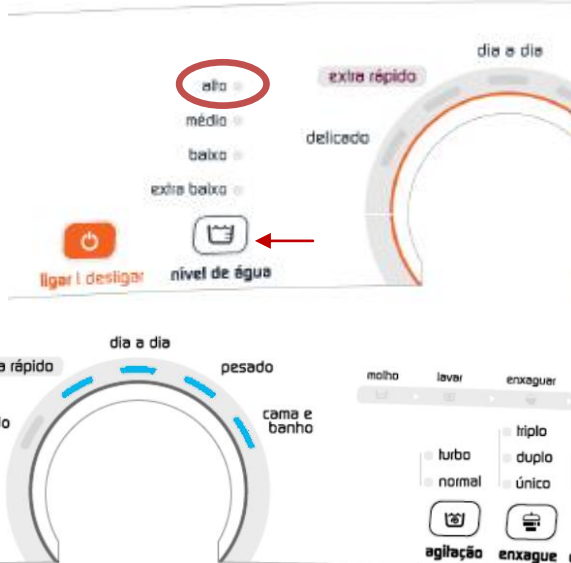 dia a dia
extra rápido
alto
médio
delicado
baixo
extra baixo
ligar | desligar
nível de água
dia a dia
a rápido
pesado
cama e
banho
molho
lavar
enxaguar
triplo
turbo
duplo
normal
único
agitação
enxague